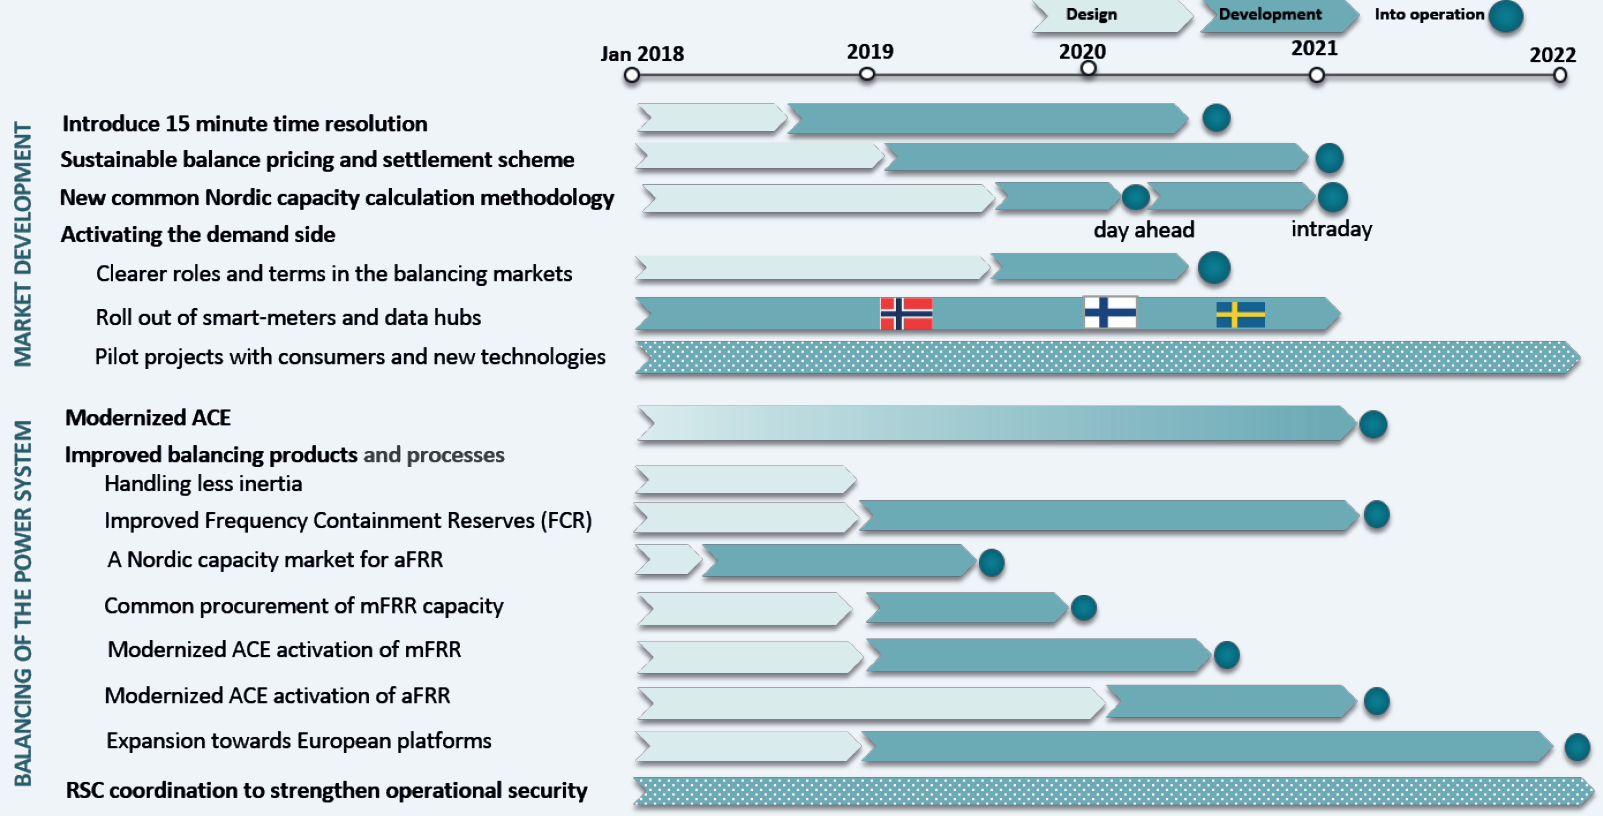 Design
Development
Into operation
Jan 2018
2019
2020
2021
2022
MARKET DEVELOPMENT
Introduce 15 minute time resolution
Sustainable balance pricing and settlement scheme
New common Nordic capacity calculation methodology
day ahead
intraday
Activating the demand side
Clearer roles and terms in the balancing markets
Roll out of smart-meters and data hubs
Pilot projects with consumers and new technologies
BALANCING OF THE POWER SYSTEM
Modernized ACE
Improved balancing products and processes
Handling less inertia
Improved Frequency Containment Reserves (FCR)
A Nordic capacity market for aFRR
Common procurement of mFRR capacity
Modernized ACE activation of mFRR
Modernized ACE activation of aFRR
Expansion towards European platforms
RSC coordination to strengthen operational security